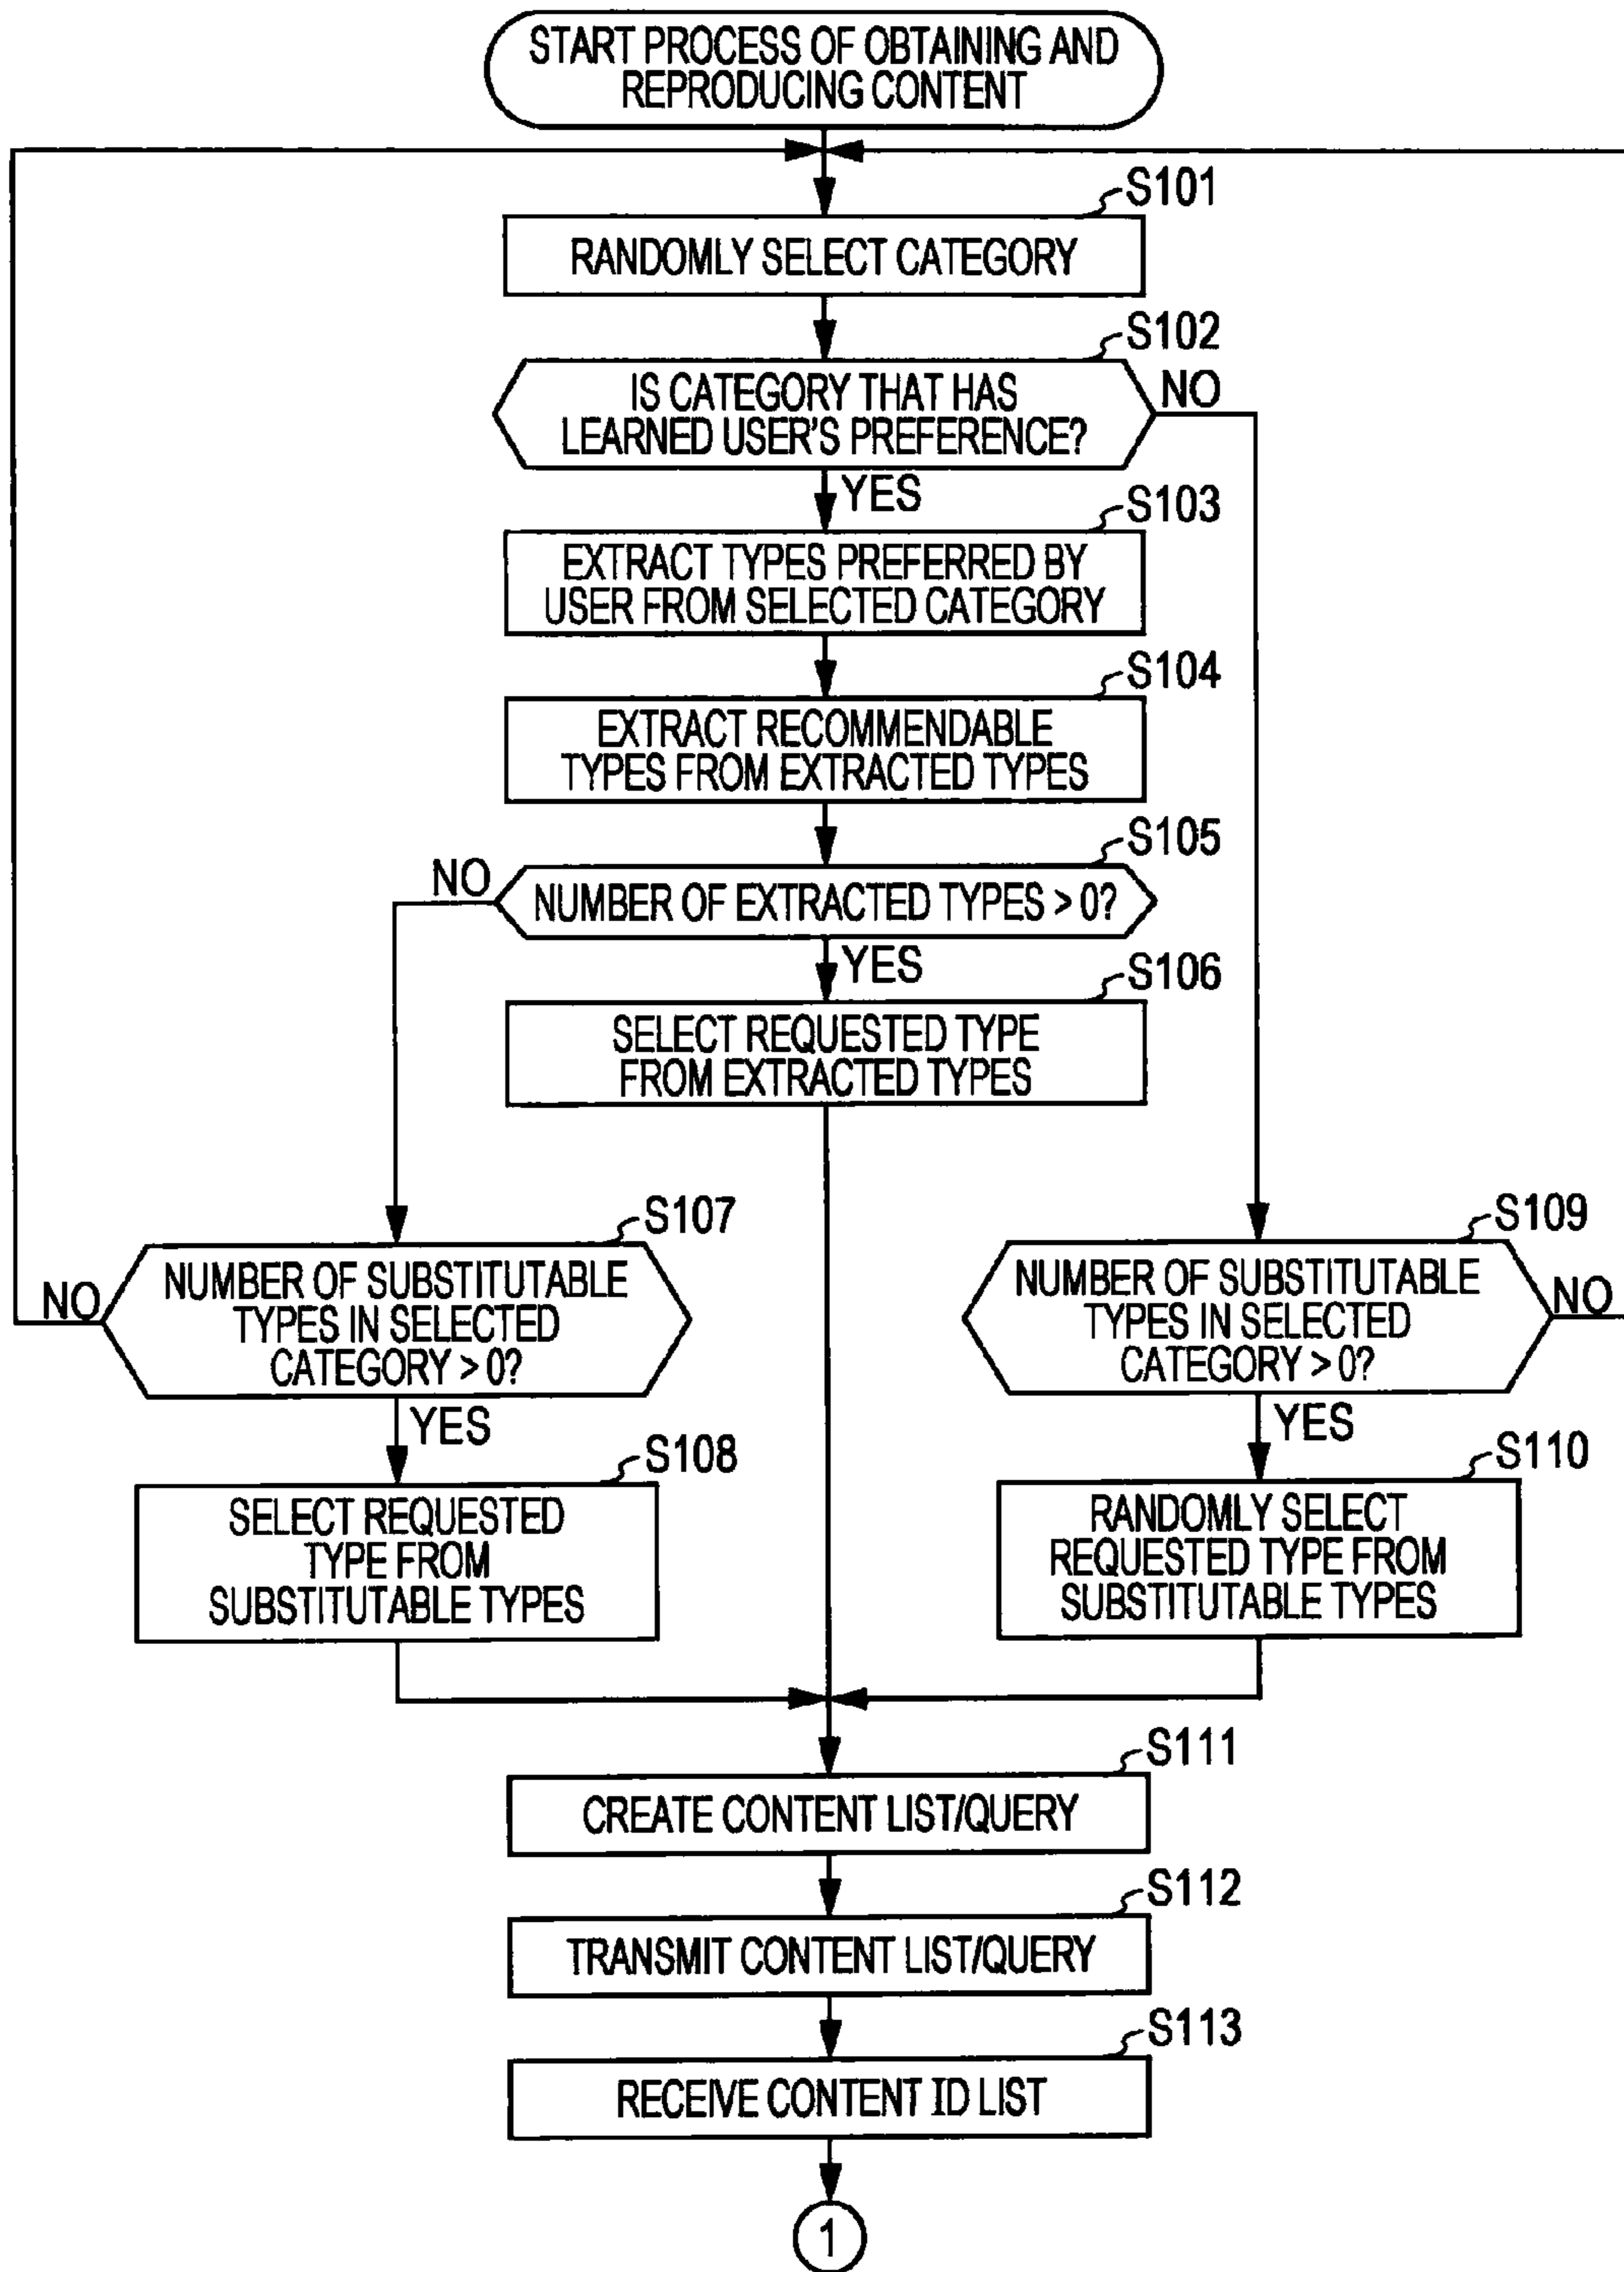 START PROCESS OF OBTAINING AND
REPRODUCING CONTENT
S101
RANDOMLY SELECT CATEGORY
S102
IS CATEGORY THAT HAS
LEARNED USER'S PREFERENCE?
NO
YES
S103
EXTRACT TYPES PREFERRED BY
USER FROM SELECTED CATEGORY
S104
EXTRACT RECOMMENDABLE
TYPES FROM EXTRACTED TYPES
S105
NO
NUMBER OF EXTRACTED TYPES > 0?
YES
S106
SELECT REQUESTED TYPE
FROM EXTRACTED TYPES
S107
NUMBER OF SUBSTITUTABLE
TYPES IN SELECTED
CATEGORY > 0?
NO
YES
S108
SELECT REQUESTED
TYPE FROM
SUBSTITUTABLE TYPES
S109
NUMBER OF SUBSTITUTABLE
TYPES IN SELECTED
CATEGORY > 0?
NO
YES
S110
RANDOMLY SELECT
REQUESTED TYPE FROM
SUBSTITUTABLE TYPES
S111
CREATE CONTENT LIST/QUERY
S112
TRANSMIT CONTENT LIST/QUERY
S113
RECEIVE CONTENT ID LIST
1